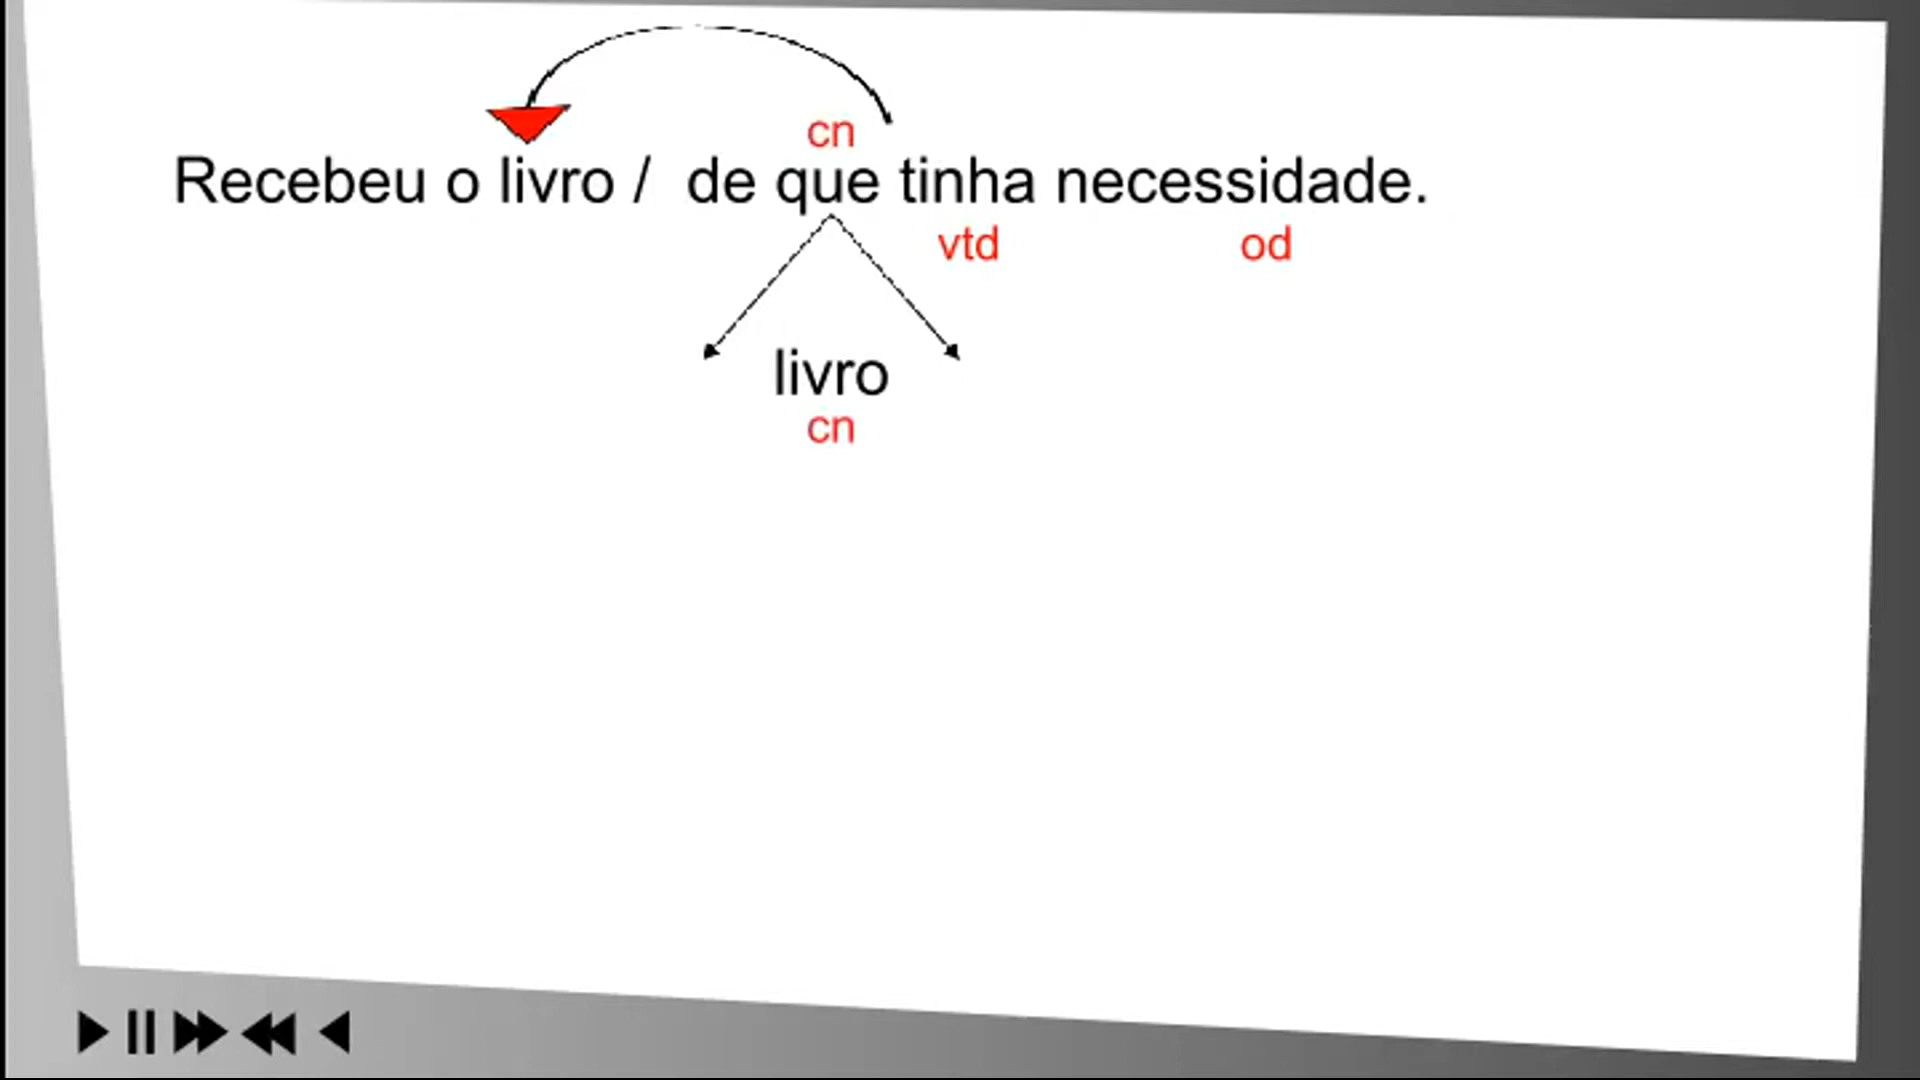 cn
Recebeu o livro / de que tinha necessidade.
vtd od
livro
cn